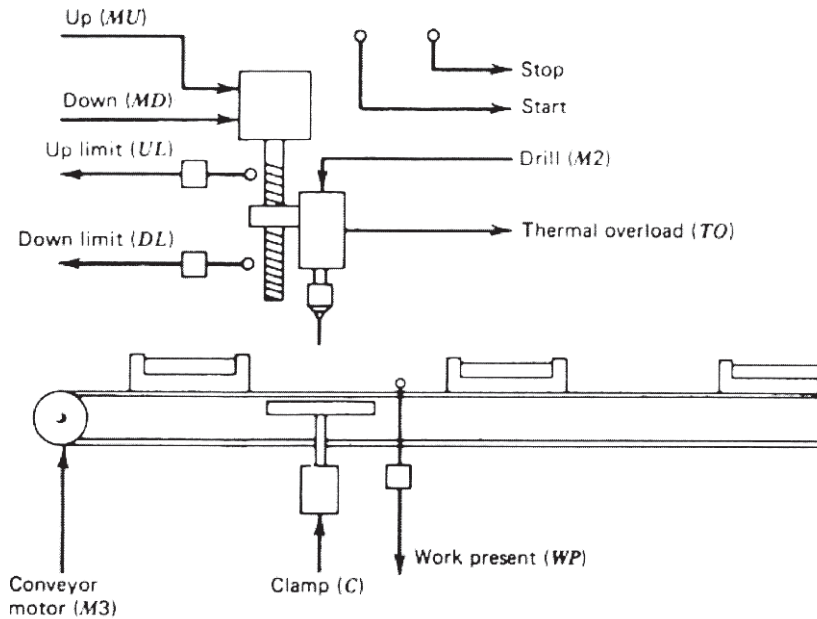 Up (MU)
Stop
Down (MD)
Start
Up limit (UL)
Drill (M2)
Down limit (DL)
Thermal overload (TO)
Work present (WP)
Conveyor
motor (M3)
Clamp (C)